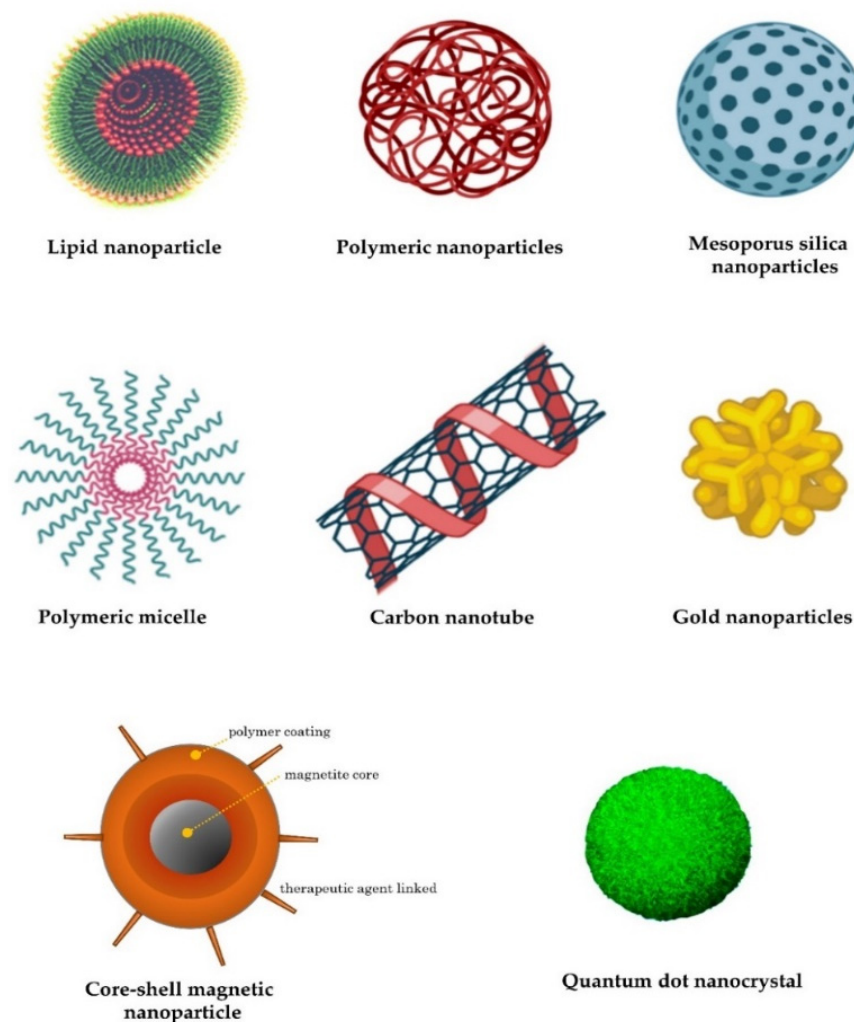 Lipid nanoparticle
Polymeric nanoparticles
Mesoporus silica
nanoparticles
Polymeric micelle
Carbon nanotube
Gold nanoparticles
polymer coating
magnetite core
therapeutic agent linked
Core-shell magnetic
nanoparticle
Quantum dot nanocrystal